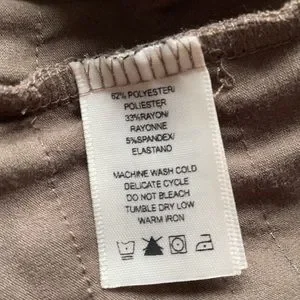 62% POLYESTER/
POLIESTER
33%RAYON/
RAYONNE
5%SPANDEX/
ELASTANO
MACHINE WASH COLD
DELICATE CYCLE
DO NOT BLEACH
TUMBLE DRY LOW
WARM IRON